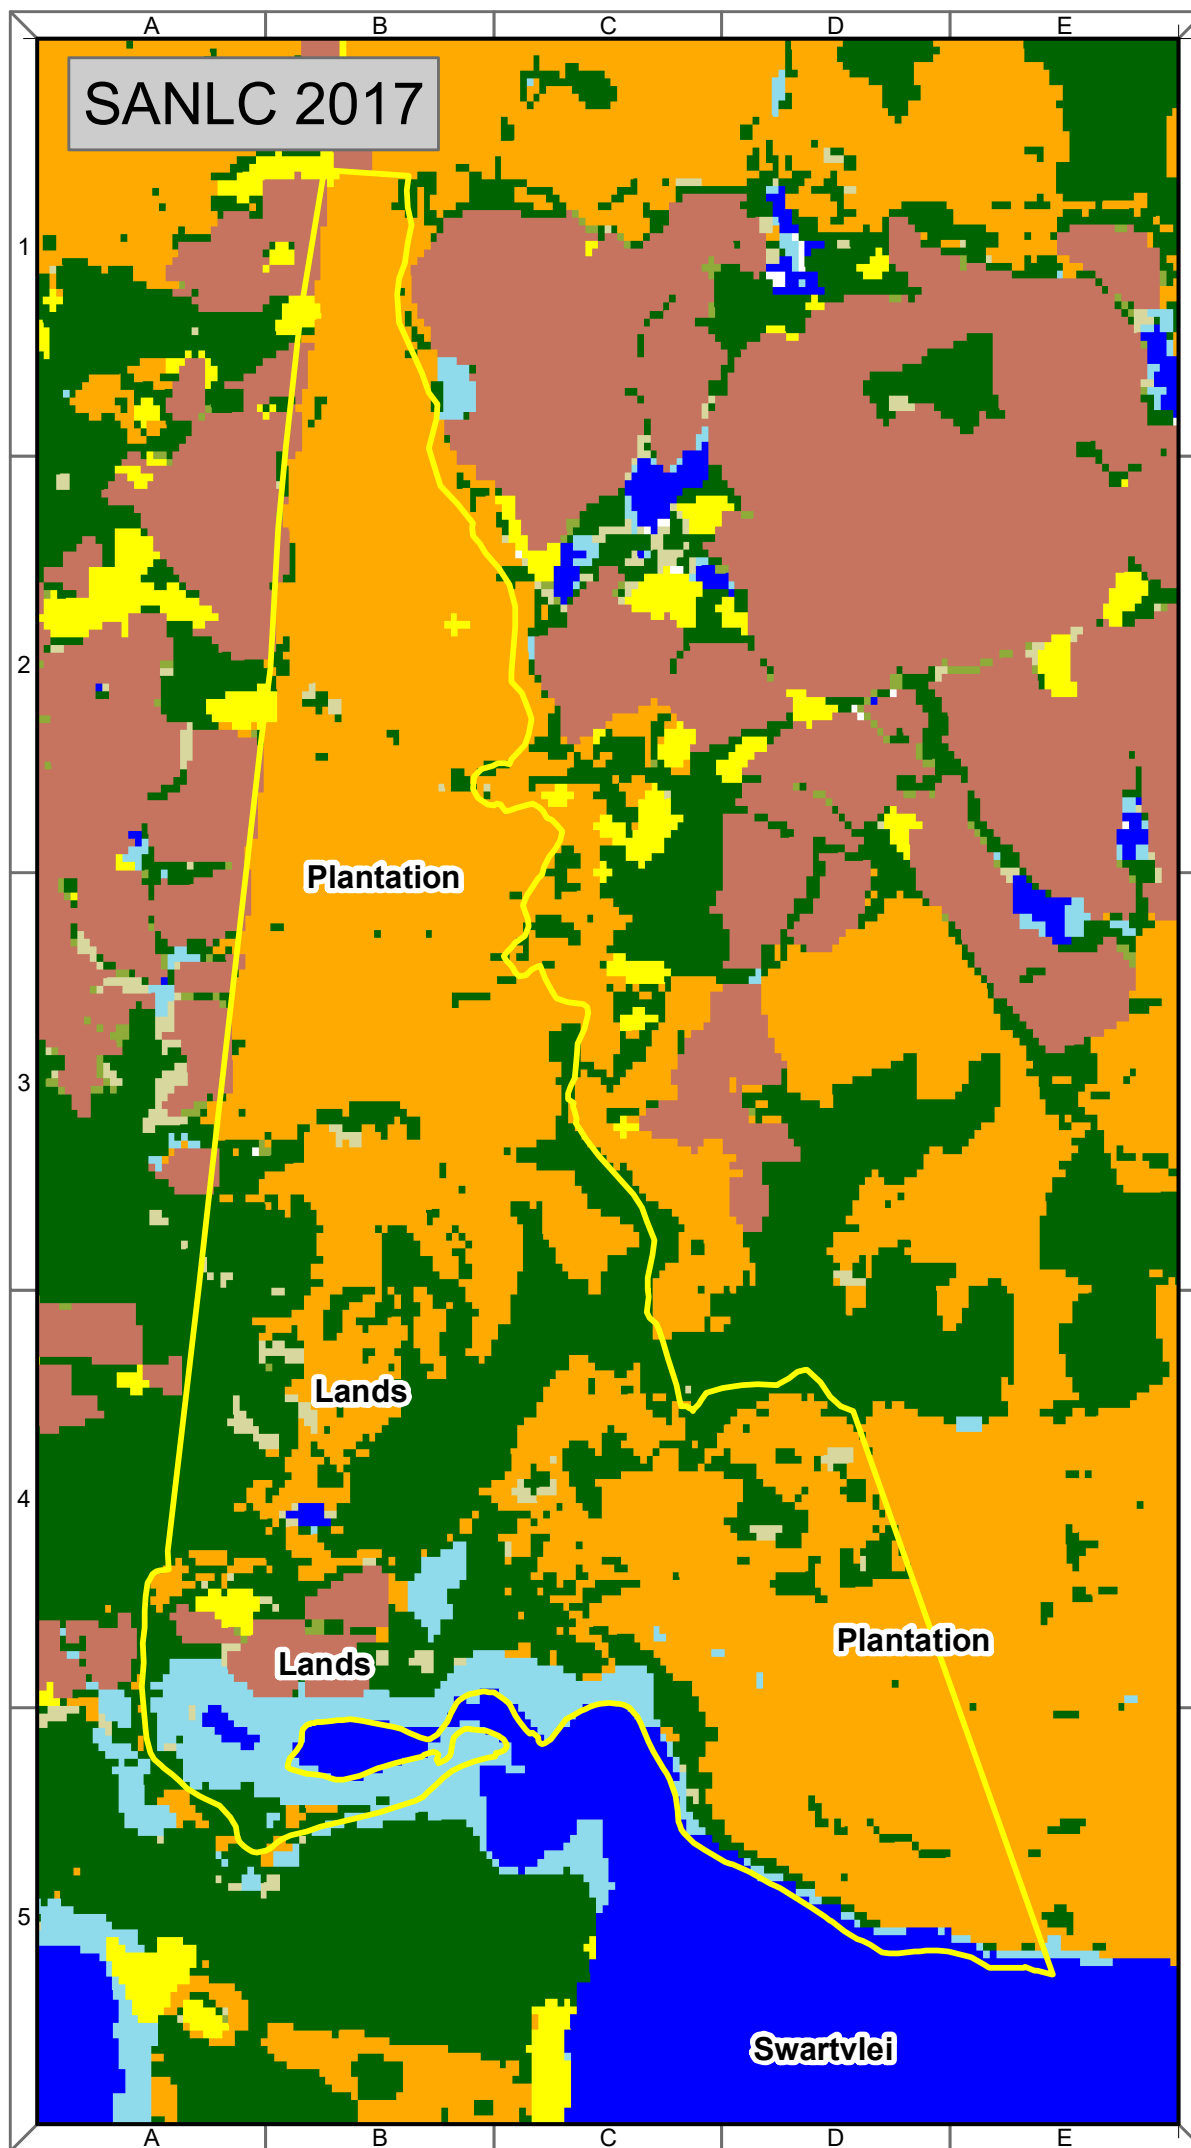 A B C D E
SANLC 2017
1
2
Plantation
3
Lands
4
Plantation
Lands
5
Swartvlei
A B C D E